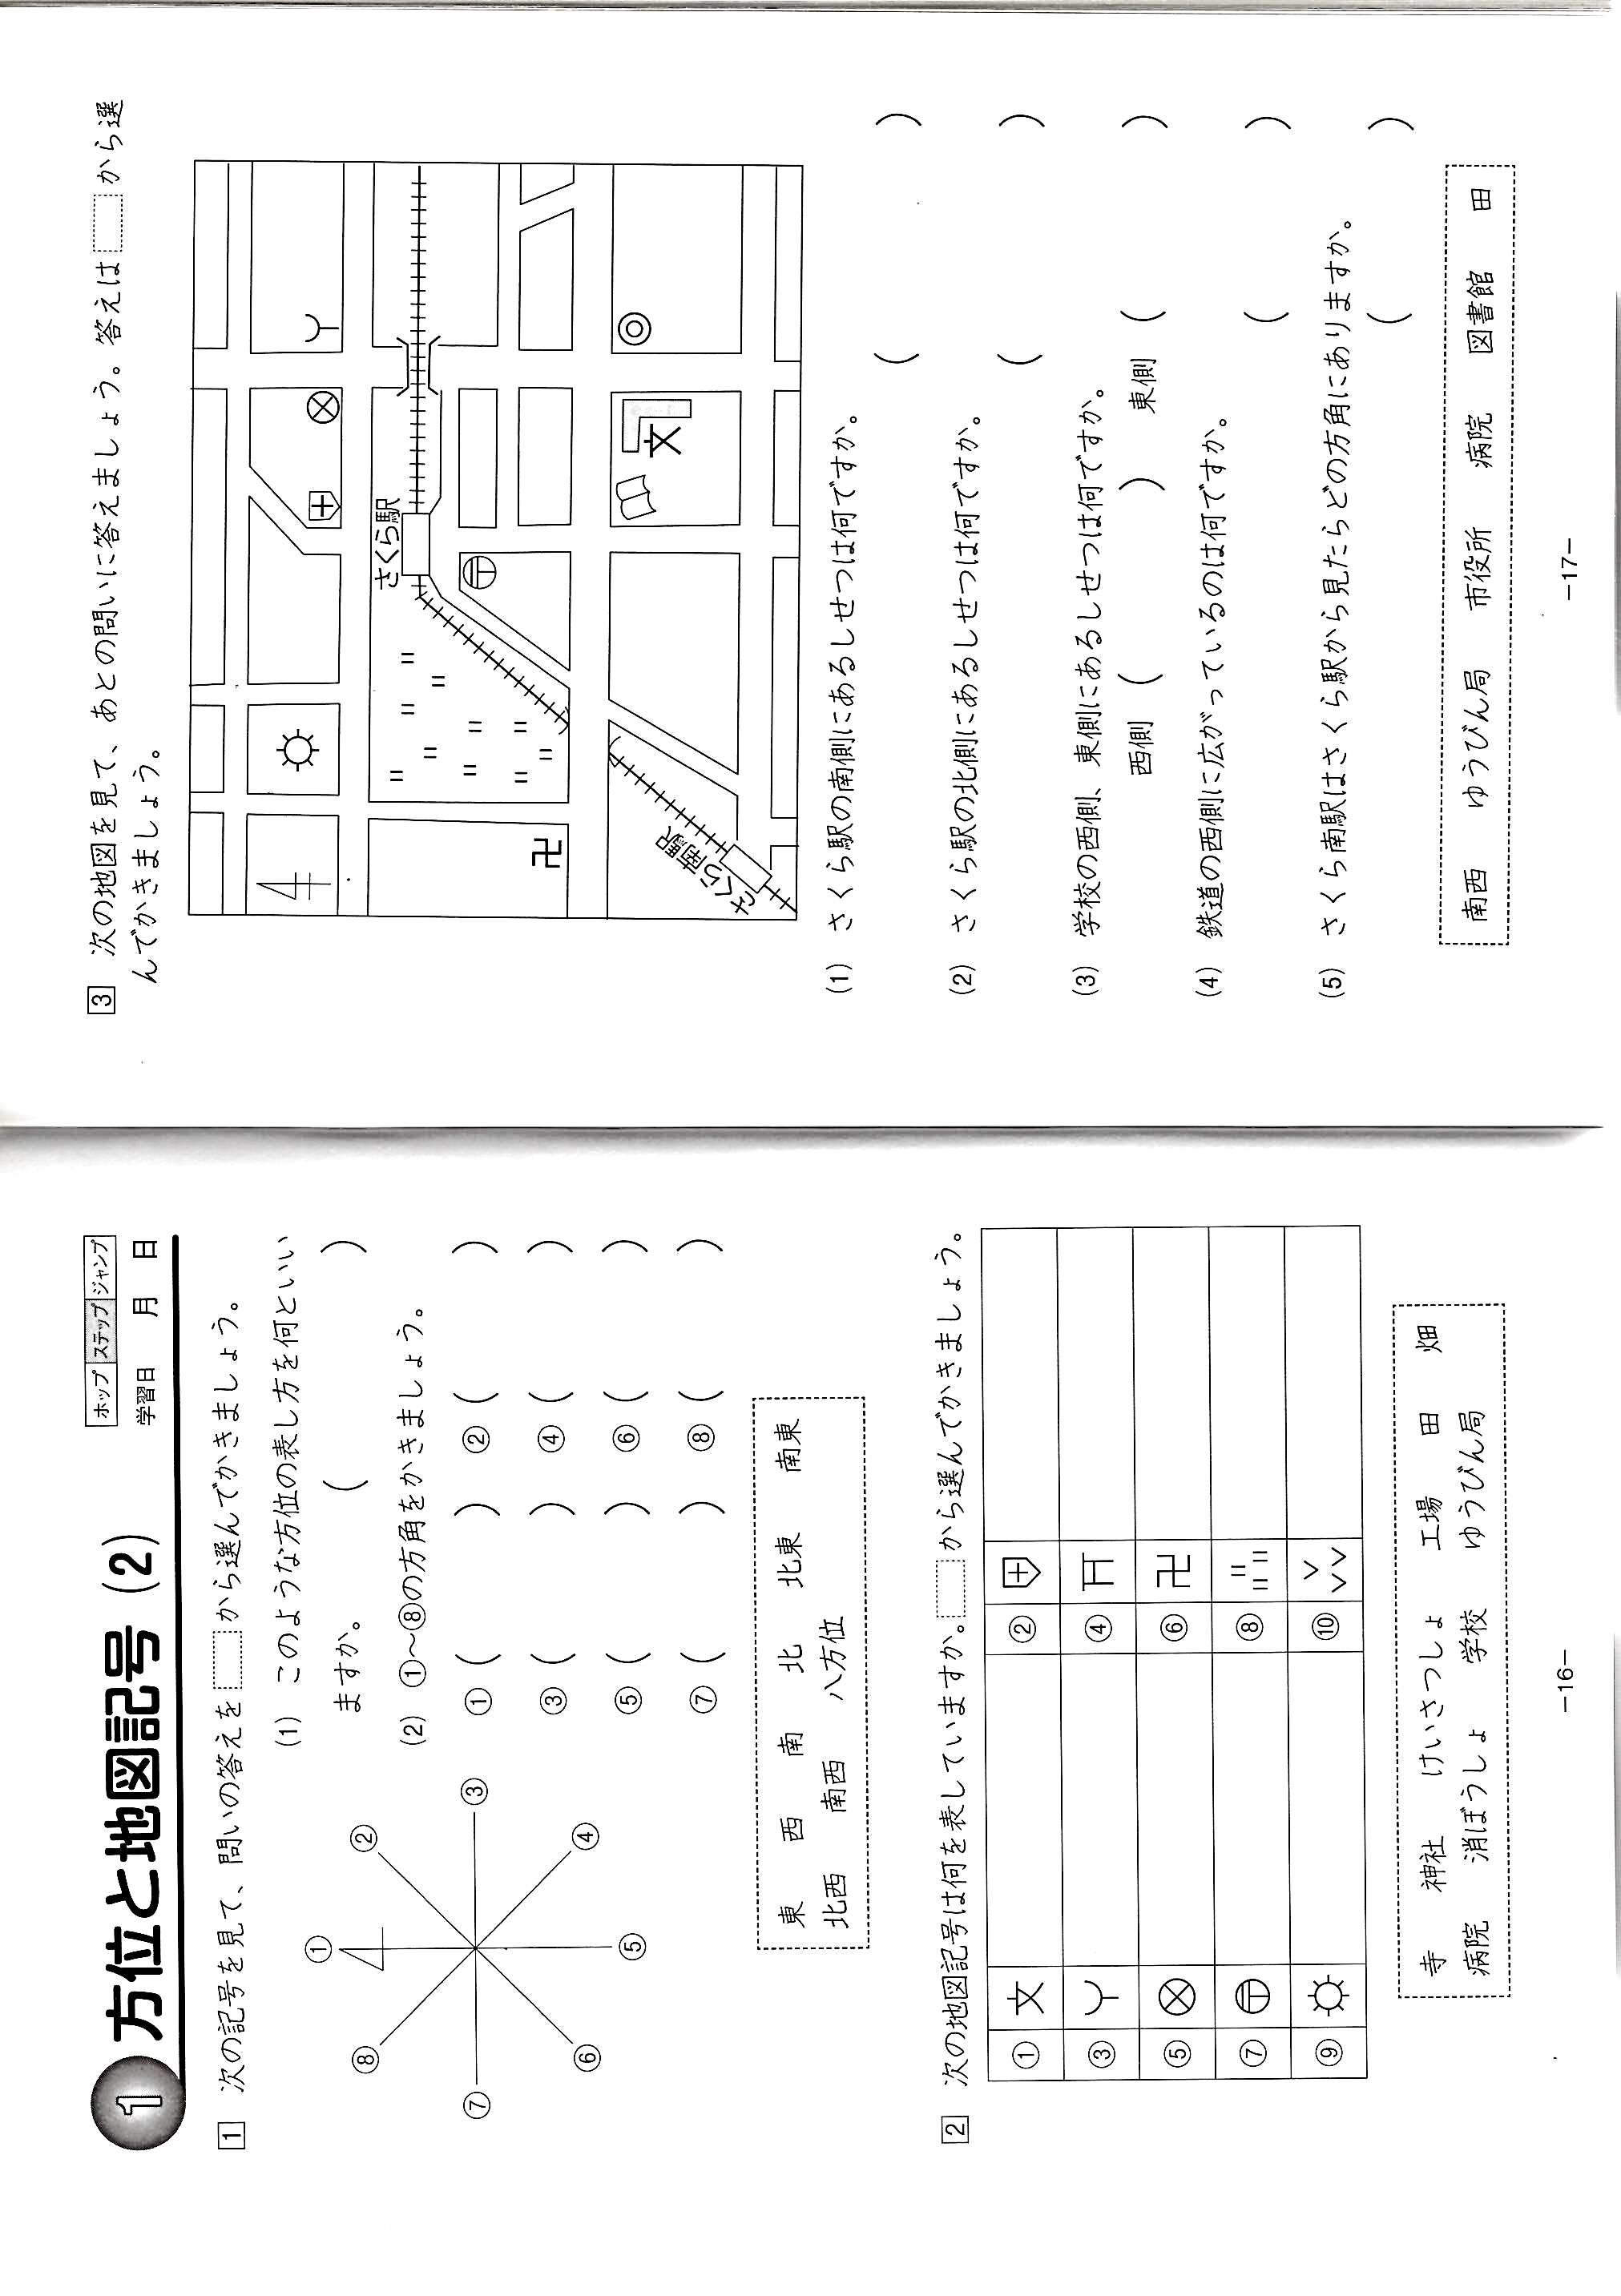 1 方位と地図記号(2)
ホップ ステップ ジャンプ
学習日 月 日
1 次の記号を見て、問いの答えを から選んでかきましょう。
① ② ③ ④ ⑤ ⑥ ⑦ ⑧
(1) このような方位の表し方を何とい
ますか。 ( )
(2) ①〜⑧の方角をかきましょう。
① ( ) ② ( )
③ ( ) ④ ( )
⑤ ( ) ⑥ ( )
⑦ ( ) ⑧ ( )
東 西 南 北 北東 南東
北西 南西 八方位
2 次の地図記号は何を表していますか。 から選んでかきましょう。
① ②
③ ④
⑤ ⑥
⑦ ⑧
⑨ ⑩
寺 神社 けいさつしょ 工場 田 畑
病院 消ぼうしょ 学校 ゆうびん局
-16-
3 次の地図を見て、あとの問いに答えましょう。答えは から選
んでかきましょう。
さくら駅
さくら南駅
(1) さくら駅の南側にあるしせつは何ですか。
( )
(2) さくら駅の北側にあるしせつは何ですか。
( )
(3) 学校の西側、東側にあるしせつは何ですか。
西側 ( ) 東側 ( )
(4) 鉄道の西側に広がっているのは何ですか。
( )
(5) さくら南駅はさくら駅から見たらどの方角にありますか。
( )
南西 ゆうびん局 市役所 病院 図書館 田
-17-